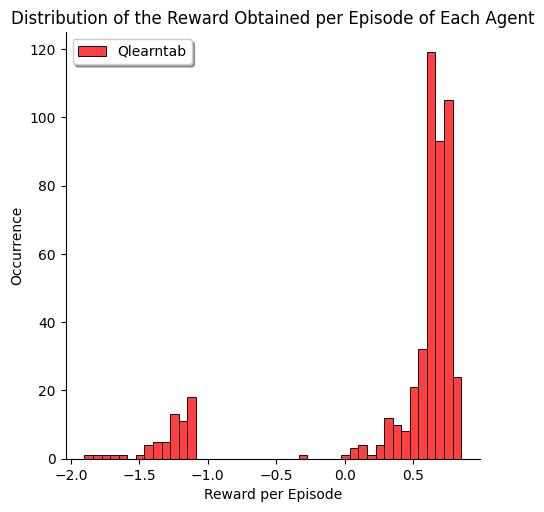 Distribution of the Reward Obtained per Episode of Each Agent
Qlearntab
120
100
80
60
40
20
0
Occurrence
−2.0 −1.5 −1.0 −0.5 0.0 0.5
Reward per Episode